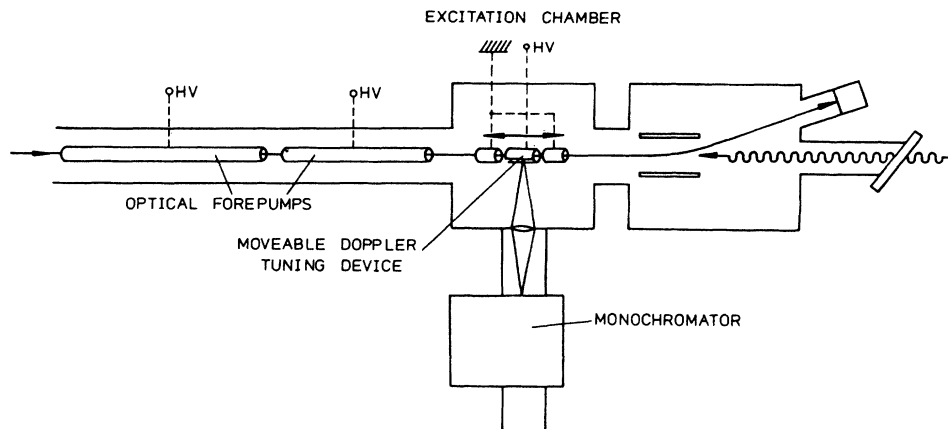 EXCITATION CHAMBER
HV
HV
HV
OPTICAL FOREPUMPS
MOVEABLE DOPPLER
TUNING DEVICE
MONOCHROMATOR